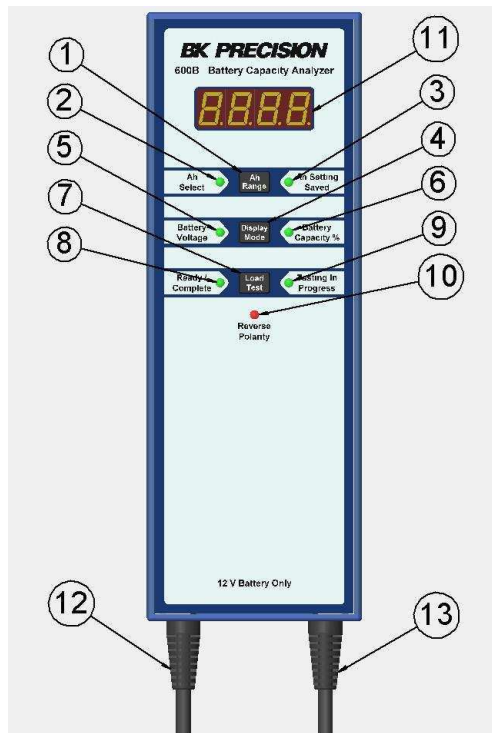 BK PRECISION
600B Battery Capacity Analyzer
8.8.8.8.
Ah
Select
Ah
Range
Ah Setting
Saved
Battery
Voltage
Display
Mode
Battery
Capacity %
Ready /
Complete
Load
Test
Testing In
Progress
Reverse
Polarity
12 V Battery Only
1
2
5
7
8
11
3
4
6
9
10
12
13